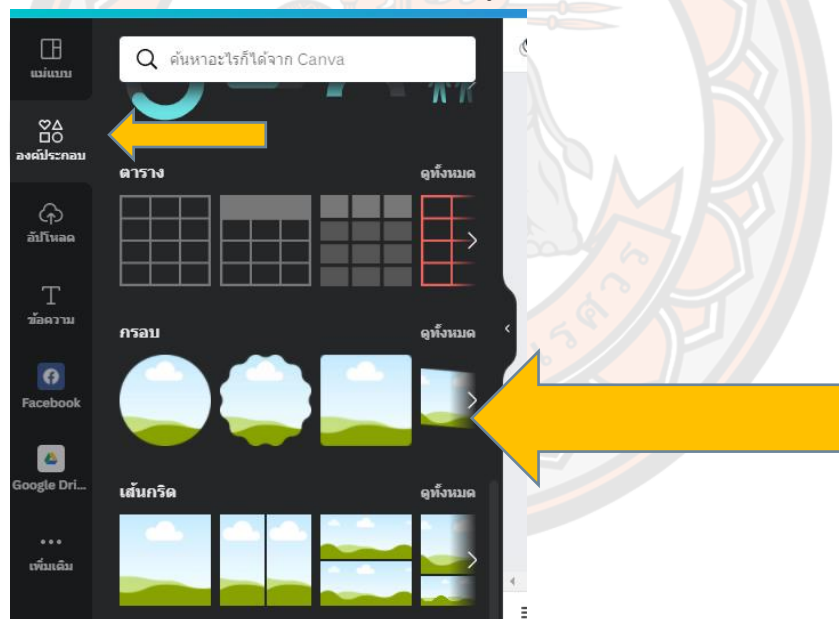 ค้นหาอะไรก็ได้จาก Canva
แม่แบบ
องค์ประกอบ
อัปโหลด
ข้อความ
Facebook
Google Dri...
เพิ่มเติม
ตาราง
ดูทั้งหมด
กรอบ
ดูทั้งหมด
เส้นกริด
ดูทั้งหมด